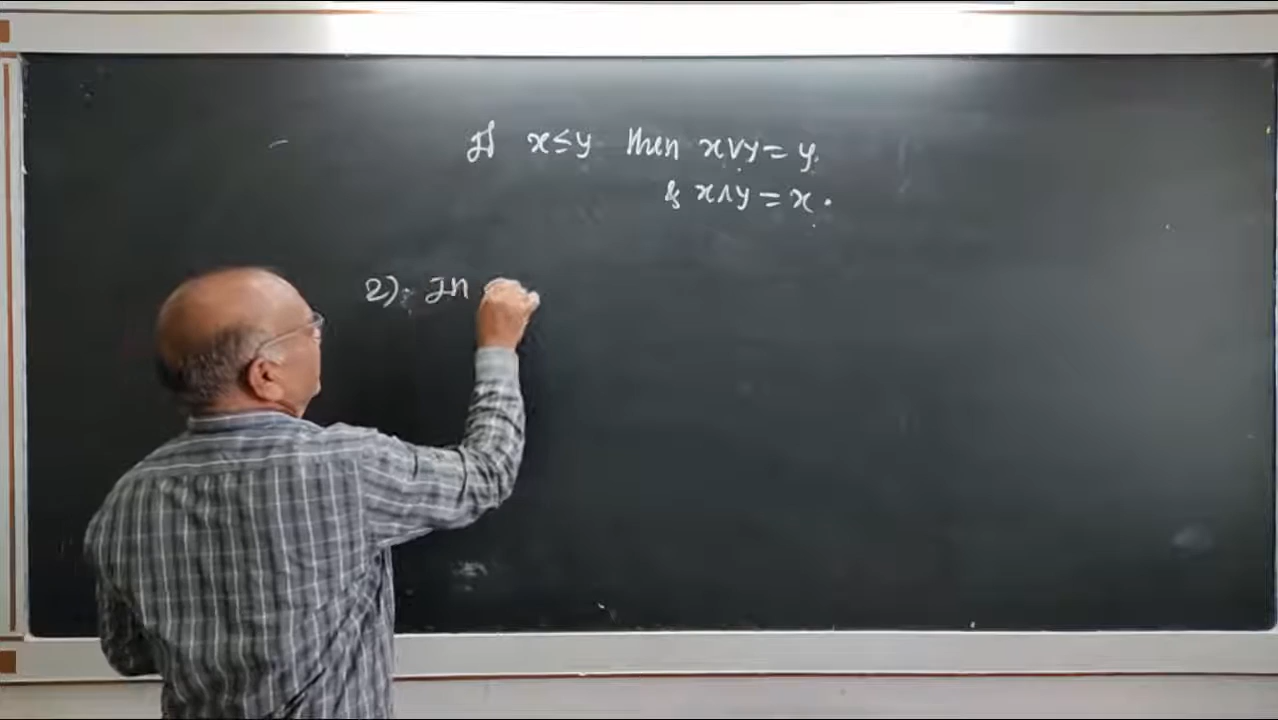 If x≤y then x∨y = y.
& x∧y = x.
2). In